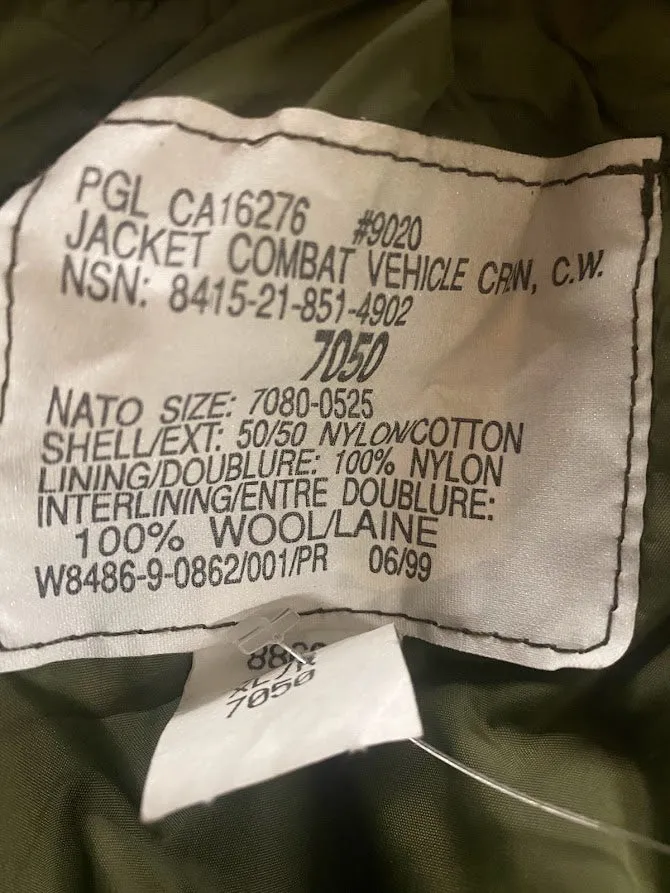 PGL CA16276 #9020
JACKET COMBAT VEHICLE CRWN, C.W.
NSN: 8415-21-851-4902
7050
NATO SIZE: 7080-0525
SHELL/EXT: 50/50 NYLON/COTTON
LINING/DOUBLURE: 100% NYLON
INTERLINING/ENTRE DOUBLURE:
100% WOOL/LAINE
W8486-9-0862/001/PR 06/99
7050